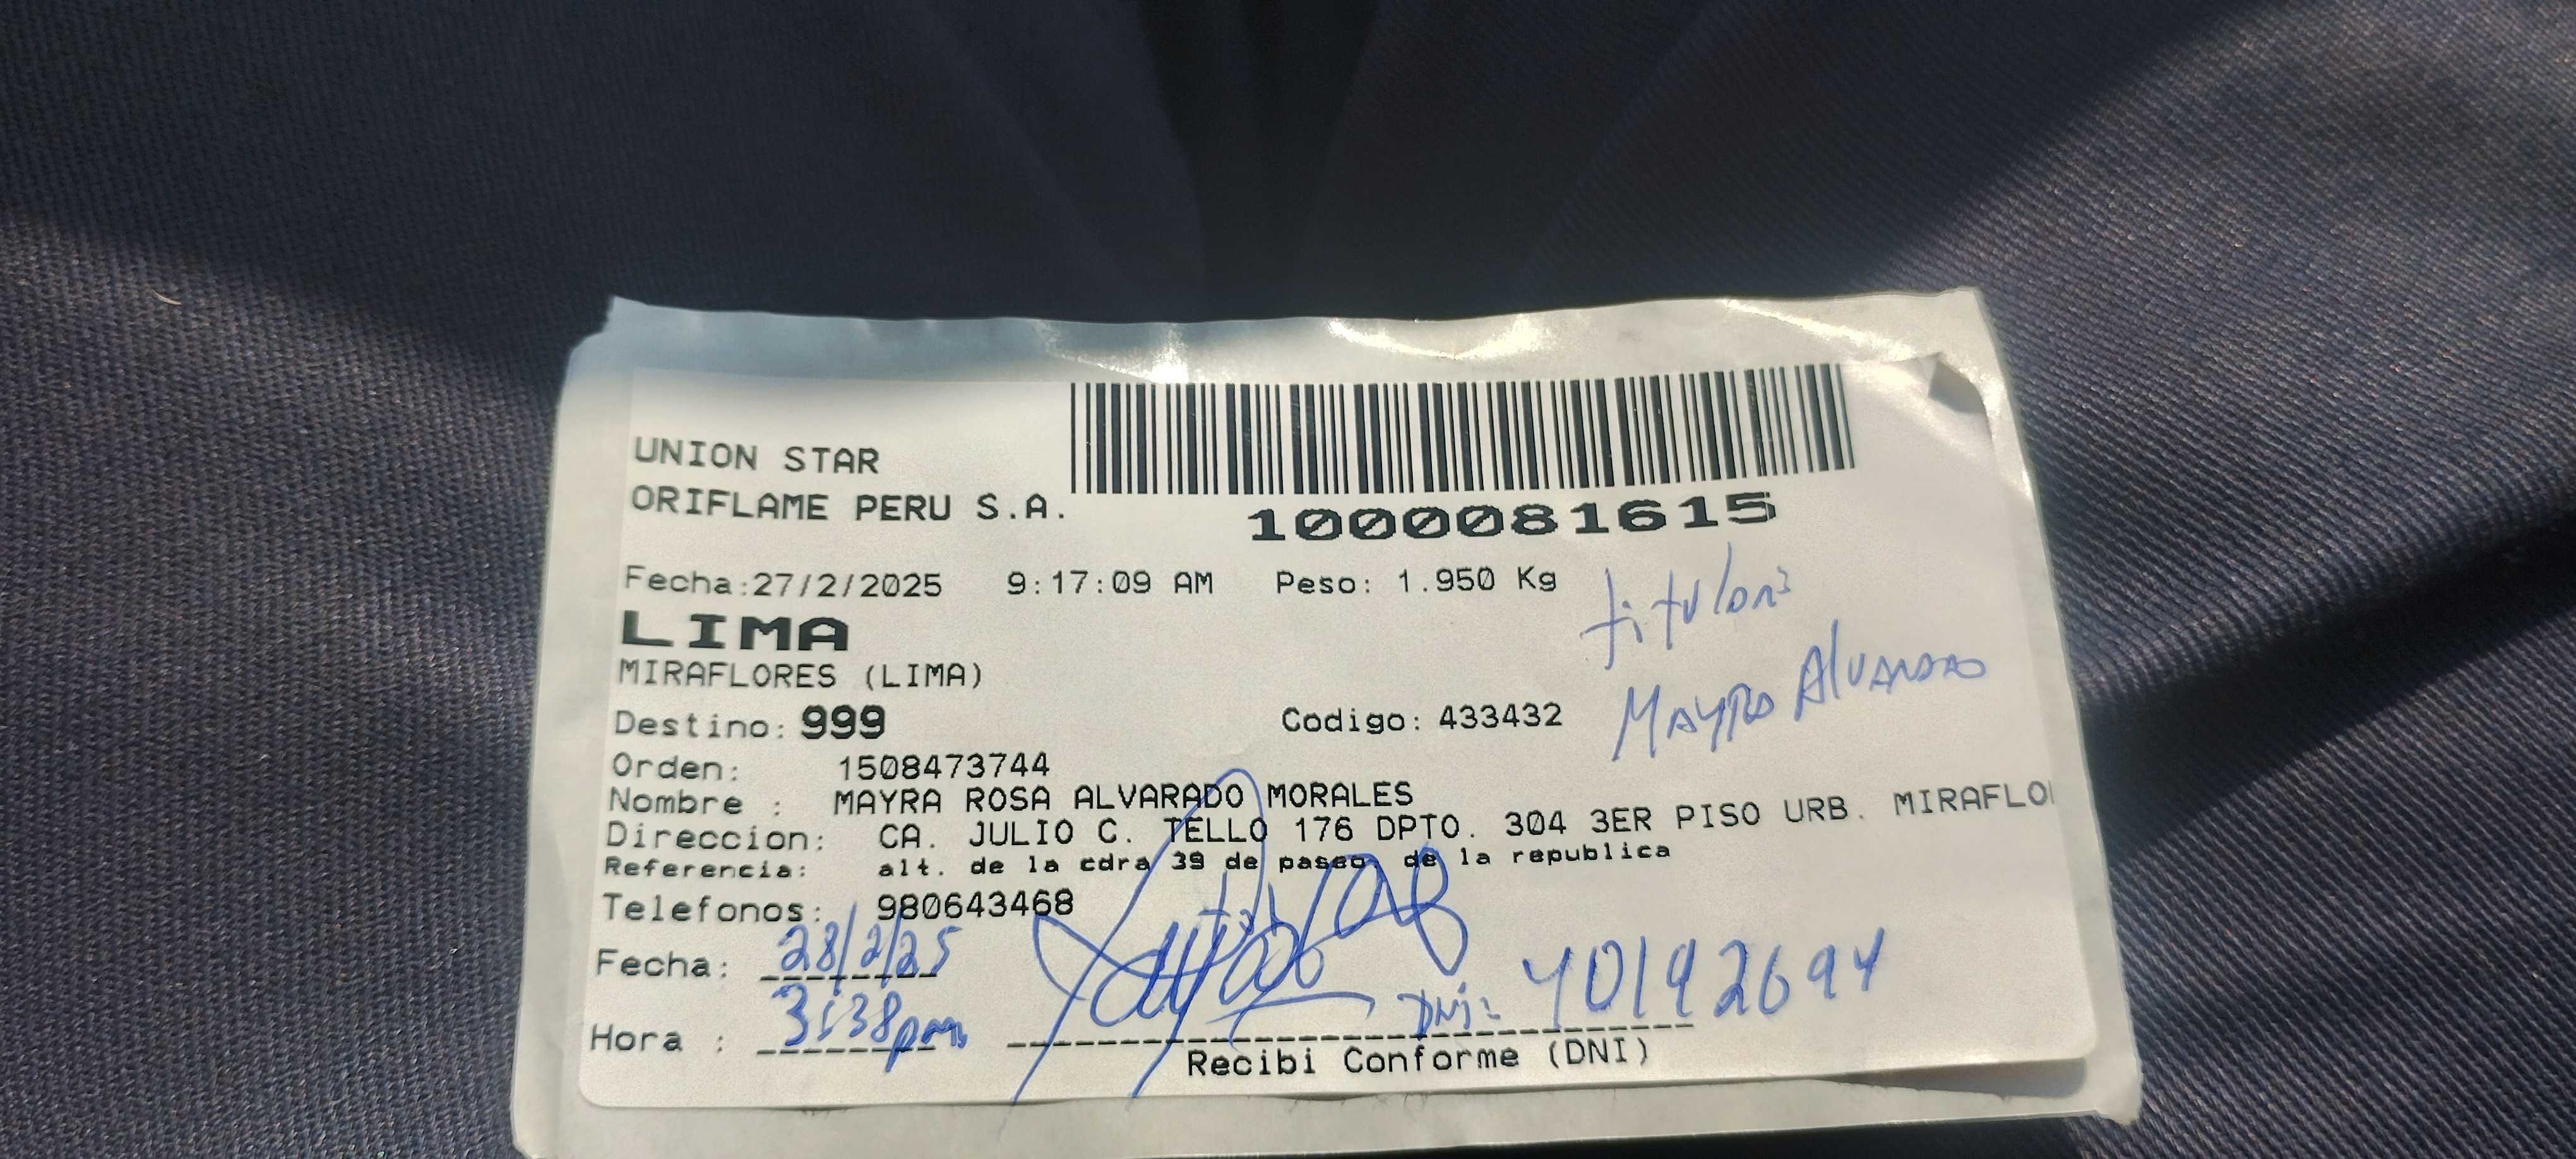 UNION STAR
ORIFLAME PERU S.A.
1000081615
Fecha:27/2/2025 9:17:09 AM Peso: 1.950 Kg
titular:
LIMA
MIRAFLORES (LIMA)
Mayra Alvarado
Destino: 999 Codigo: 433432
Orden: 1508473744
Nombre : MAYRA ROSA ALVARADO MORALES
Direccion: CA. JULIO C. TELLO 176 DPTO. 304 3ER PISO URB. MIRAFLO
Referencia: alt. de la cdra 39 de paseo de la republica
Telefonos: 980643468
Fecha: 28/2/25
DNI: 40192694
Hora : 3:38pm
Recibi Conforme (DNI)